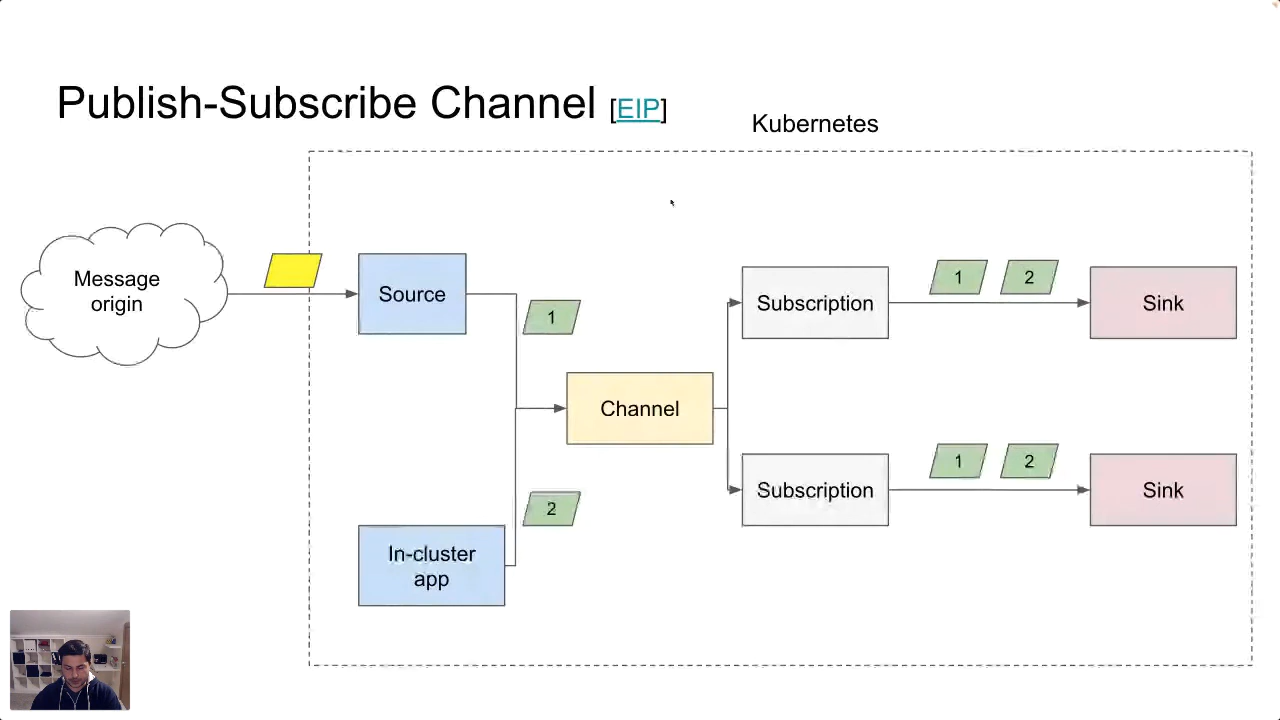 Publish-Subscribe Channel [EIP]
Kubernetes
Message
origin
Source
1
Channel
2
In-cluster
app
Subscription
1 2
Sink
Subscription
1 2
Sink